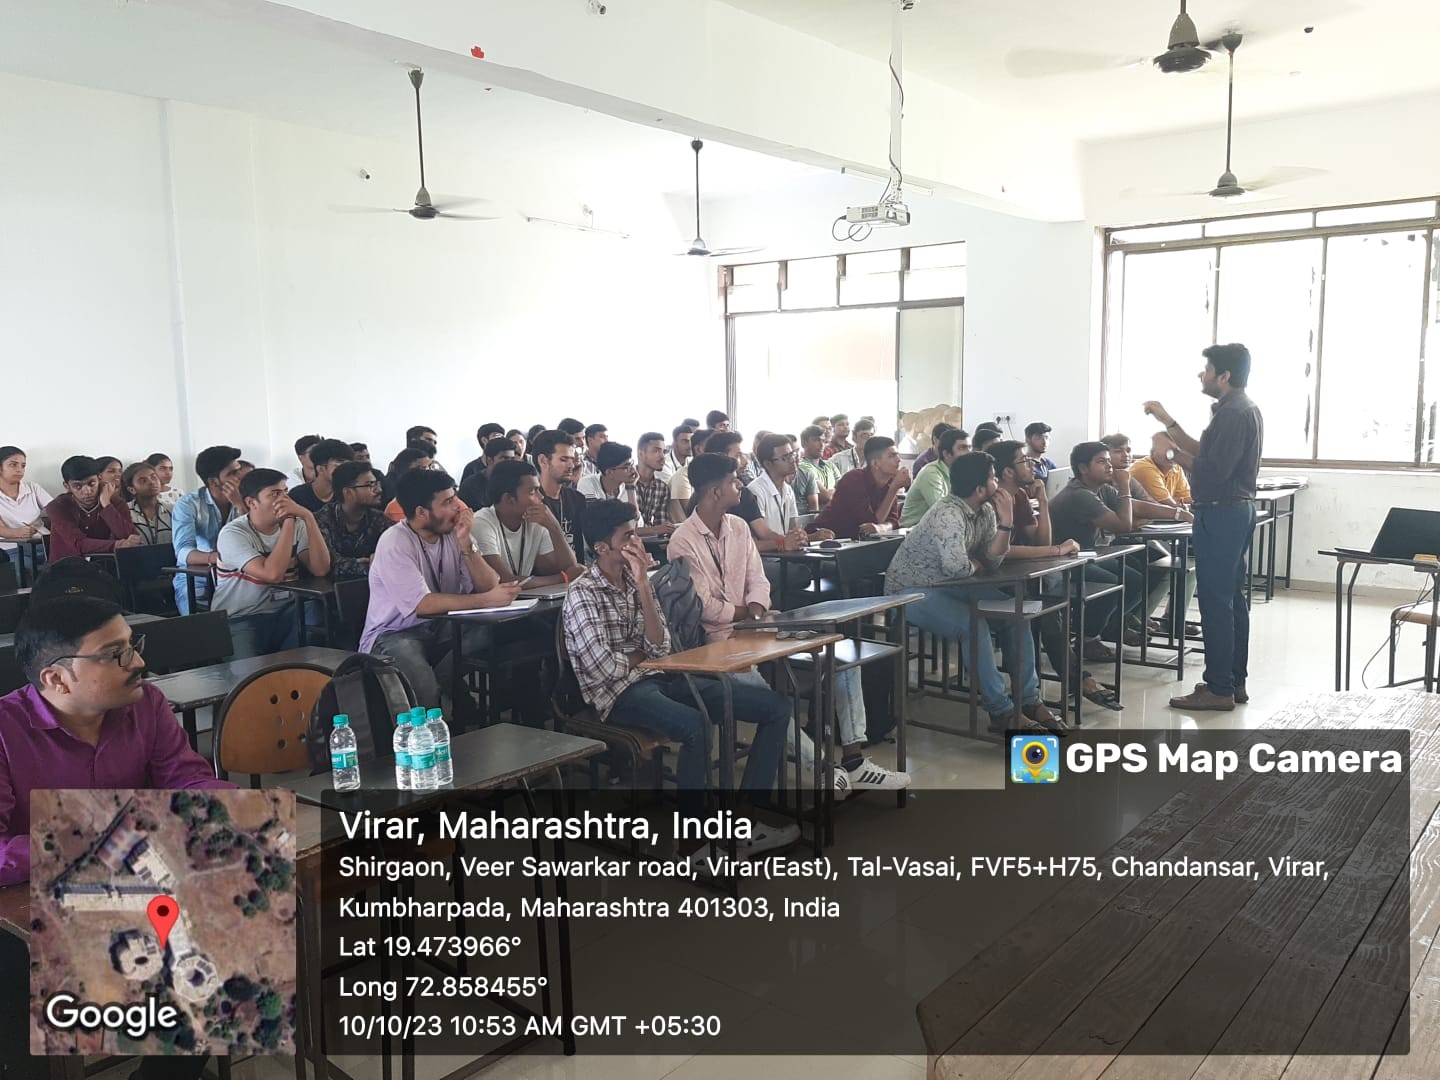 GPS Map Camera
Virar, Maharashtra, India
Shirgaon, Veer Sawarkar road, Virar(East), Tal-Vasai, FVF5+H75, Chandansar, Virar,
Kumbharpada, Maharashtra 401303, India
Lat 19.473966°
Long 72.858455°
10/10/23 10:53 AM GMT +05:30
Google